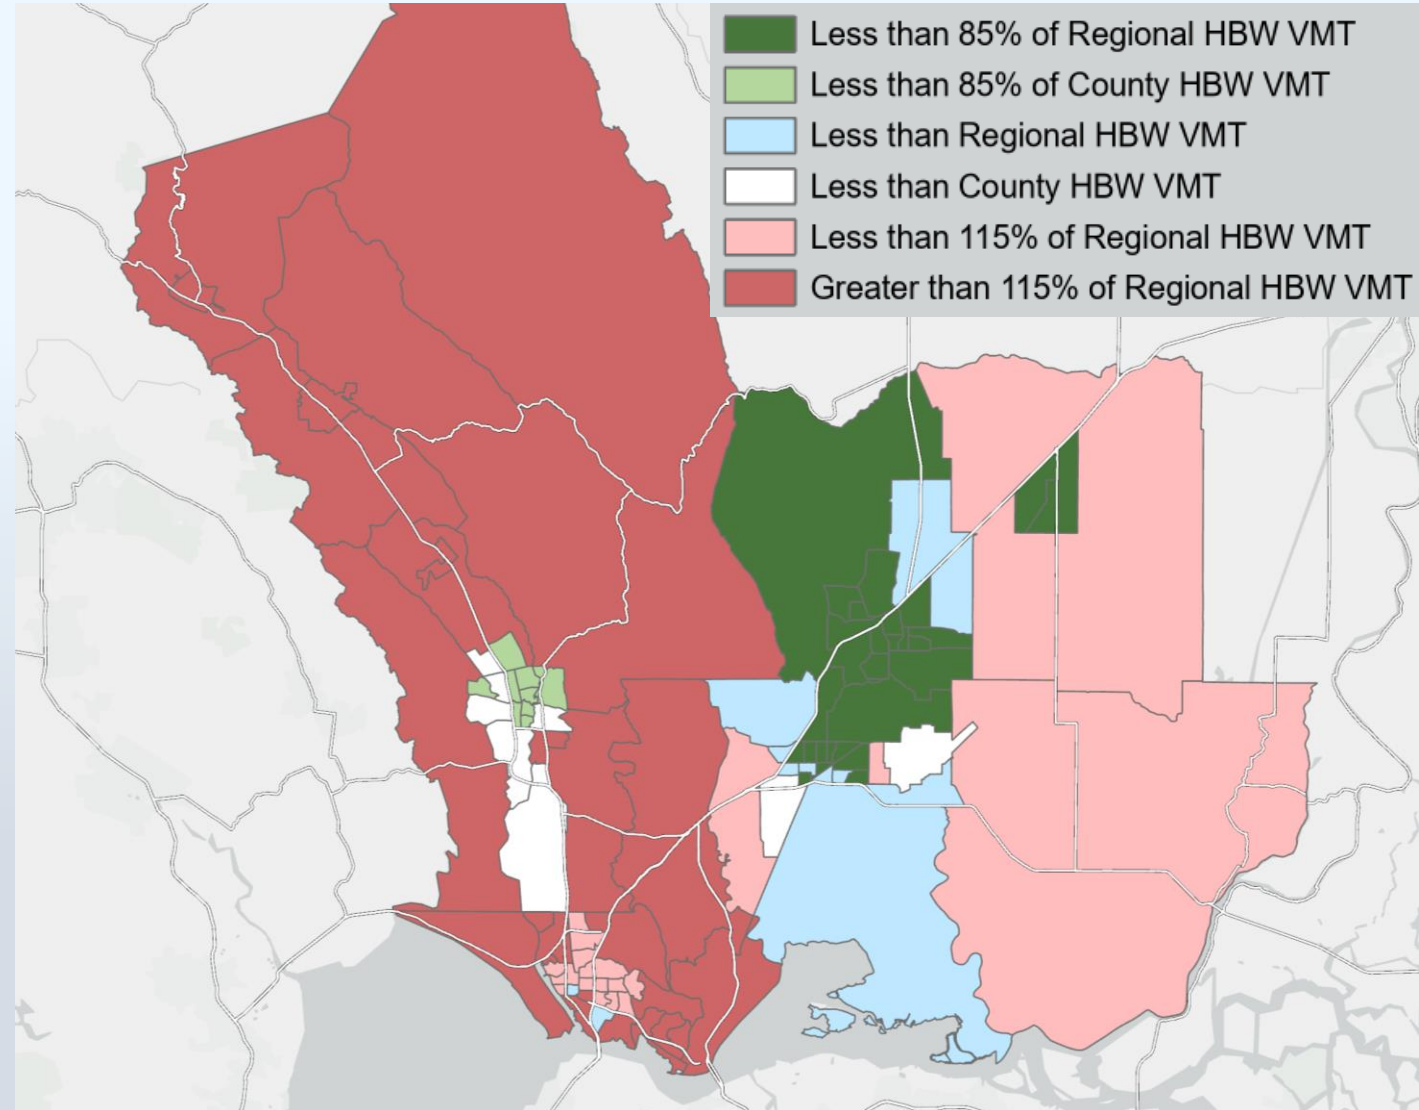 Less than 85% of Regional HBW VMT
Less than 85% of County HBW VMT
Less than Regional HBW VMT
Less than County HBW VMT
Less than 115% of Regional HBW VMT
Greater than 115% of Regional HBW VMT